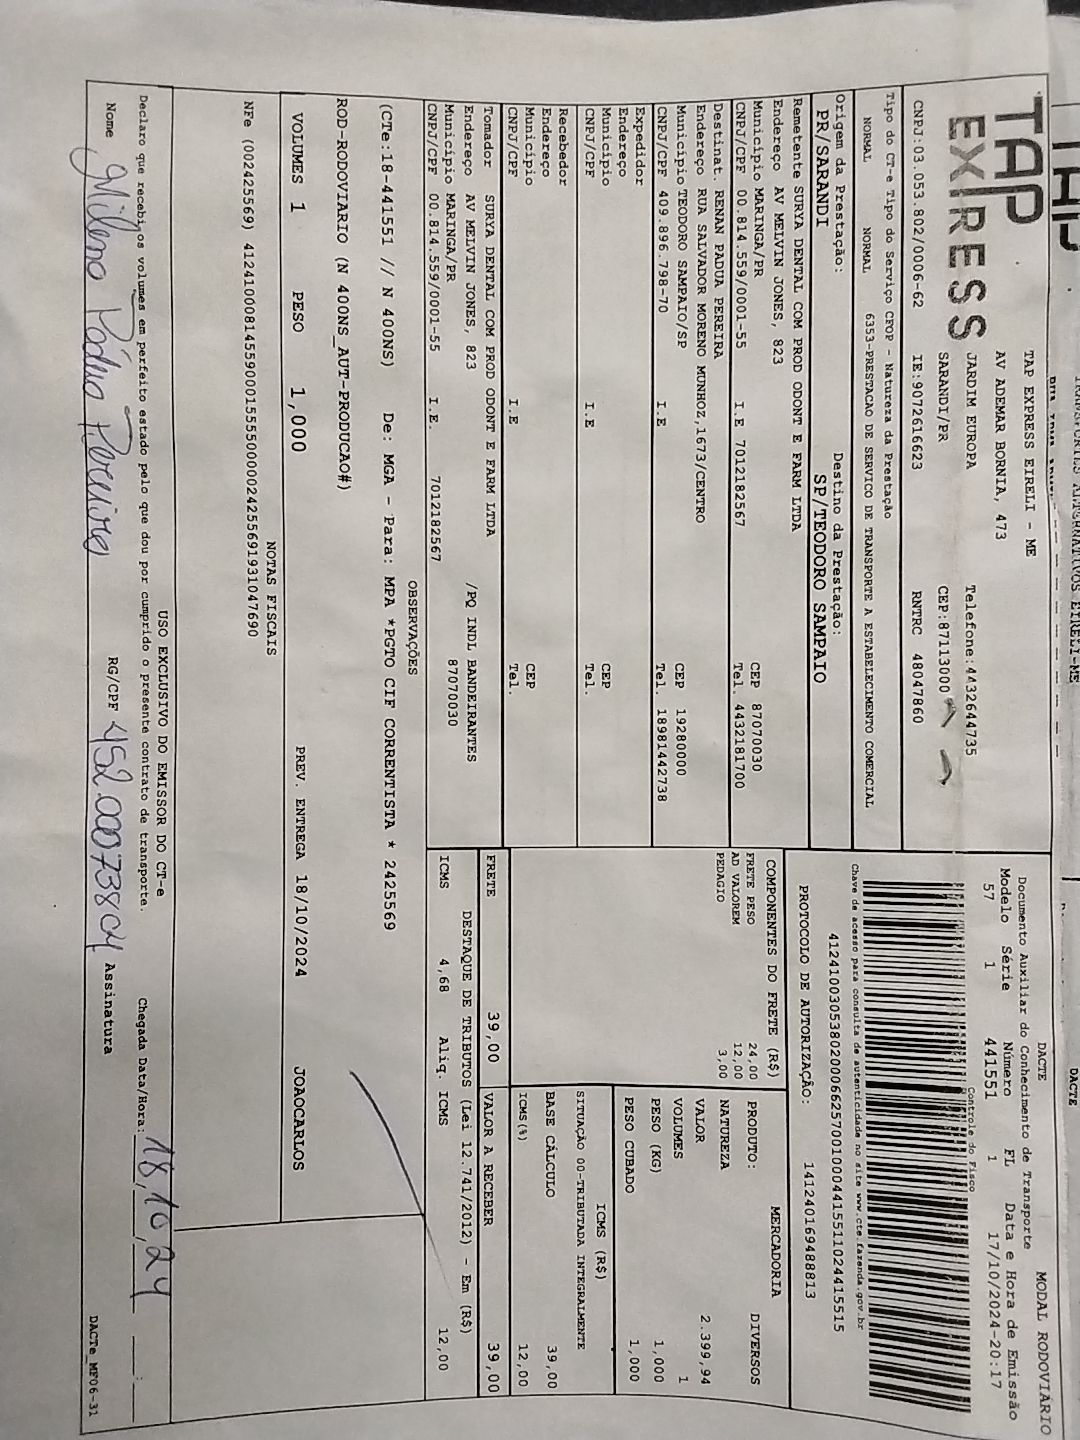 TAP
EXPRESS
TAP EXPRESS EIRELI - ME
AV ADEMAR BORNIA, 473
JARDIM EUROPA Telefone:4432644735
SARANDI/PR CEP:87113000
CNPJ:03.053.802/0006-62 IE:9072616623 RNTRC 48047860
DACTE MODAL RODOVIÁRIO
Documento Auxiliar do Conhecimento de Transporte
Modelo Série Número FL Data e Hora de Emissão
57 1 441551 1 17/10/2024-20:17
Controle do Fisco
Chave de acesso para consulta de autenticidade no site www.cte.fazenda.gov.br
41241003053802000662570010004415511024415515
PROTOCOLO DE AUTORIZAÇÃO: 141240169488813
Tipo do CT-e Tipo do Serviço CFOP - Natureza da Prestação
NORMAL NORMAL 6353-PRESTACAO DE SERVICO DE TRANSPORTE A ESTABELECIMENTO COMERCIAL
Origem da Prestação: Destino da Prestação:
PR/SARANDI SP/TEODORO SAMPAIO
Remetente SURYA DENTAL COM PROD ODONT E FARM LTDA
Endereço AV MELVIN JONES, 823
Municipio MARINGA/PR CEP 87070030
CNPJ/CPF 00.814.559/0001-55 I.E 7012182567 Tel. 4432181700
Destinat. RENAN PADUA PEREIRA
Endereço RUA SALVADOR MORENO MUNHOZ,1673/CENTRO
Municipio TEODORO SAMPAIO/SP CEP 19280000
CNPJ/CPF 409.896.798-70 I.E Tel. 18981442738
Expedidor
Endereço
Municipio CEP
CNPJ/CPF I.E Tel.
Recebedor
Endereço
Municipio CEP
CNPJ/CPF I.E Tel.
Tomador SURYA DENTAL COM PROD ODONT E FARM LTDA
Endereço AV MELVIN JONES, 823 /PQ INDL BANDEIRANTES
Municipio MARINGA/PR 87070030
CNPJ/CPF 00.814.559/0001-55 I.E. 7012182567
COMPONENTES DO FRETE (R$)
FRETE PESO 24,00
AD VALOREM 12,00
PEDAGIO 3,00
MERCADORIA
PRODUTO: DIVERSOS
NATUREZA
VALOR 2.399,94
VOLUMES 1
PESO (KG) 1,000
PESO CUBADO 1,000
ICMS (R$)
SITUAÇÃO 00-TRIBUTADA INTEGRALMENTE
BASE CÁLCULO 39,00
ICMS(%) 12,00
FRETE 39,00 VALOR A RECEBER 39,00
DESTAQUE DE TRIBUTOS (Lei 12.741/2012) - Em (R$)
ICMS 4,68 Aliq. ICMS 12,00
OBSERVAÇÕES
(CTe:18-441551 // N 400NS) De: MGA - Para: MPA *PGTO CIF CORRENTISTA * 2425569
ROD-RODOVIARIO (N 400NS_AUT-PRODUCAO#)
VOLUMES 1 PESO 1,000 PREV. ENTREGA 18/10/2024 JOAOCARLOS
NOTAS FISCAIS
NFe (002425569) 41241000814559000155550000024255691931047690
USO EXCLUSIVO DO EMISSOR DO CT-e
Declaro que recebi os volumes em perfeito estado pelo que dou por cumprido o presente contrato de transporte. Chegada Data/Hora: 18/10/24 __:__
Nome Milena Pádua Pereira RG/CPF 452.000738 04 Assinatura
DACTe_MF06-31